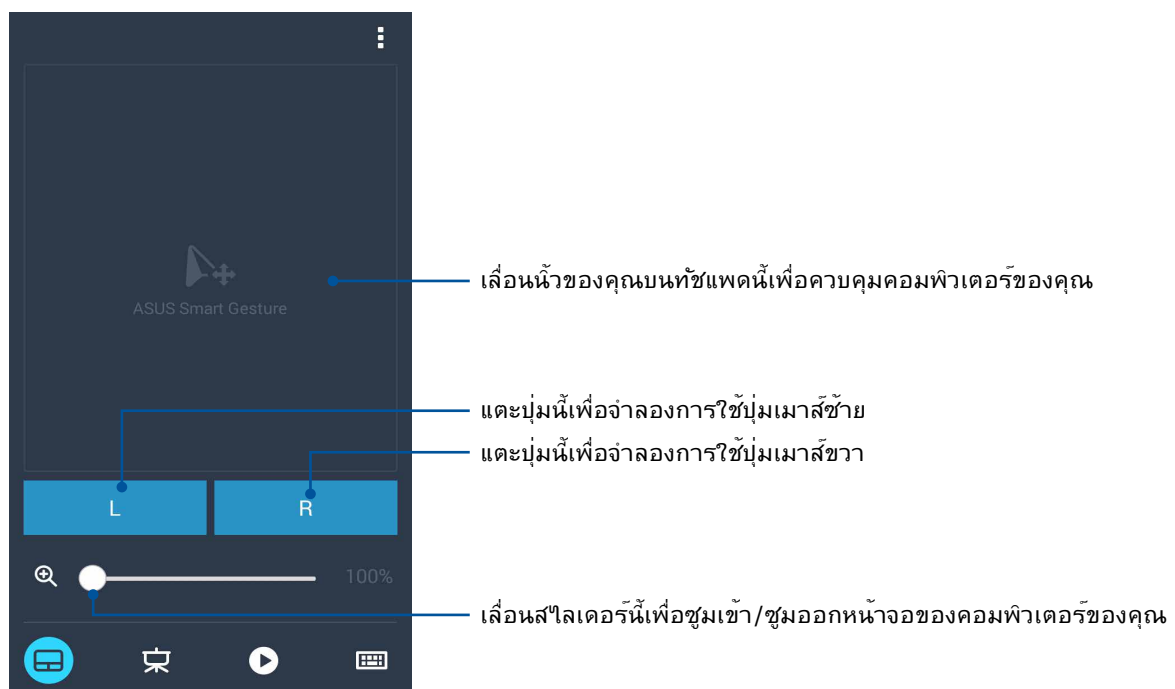 เลื่อนนิ้วของคุณบนทัชแพดนี้เพื่อควบคุมคอมพิวเตอร์ของคุณ
ASUS Smart Gesture
แตะปุ่มนี้เพื่อจำลองการใช้ปุ่มเมาส์ซ้าย
แตะปุ่มนี้เพื่อจำลองการใช้ปุ่มเมาส์ขวา
L R
100%
เลื่อนสไลเดอร์นี้เพื่อซูมเข้า/ซูมออกหน้าจอของคอมพิวเตอร์ของคุณ